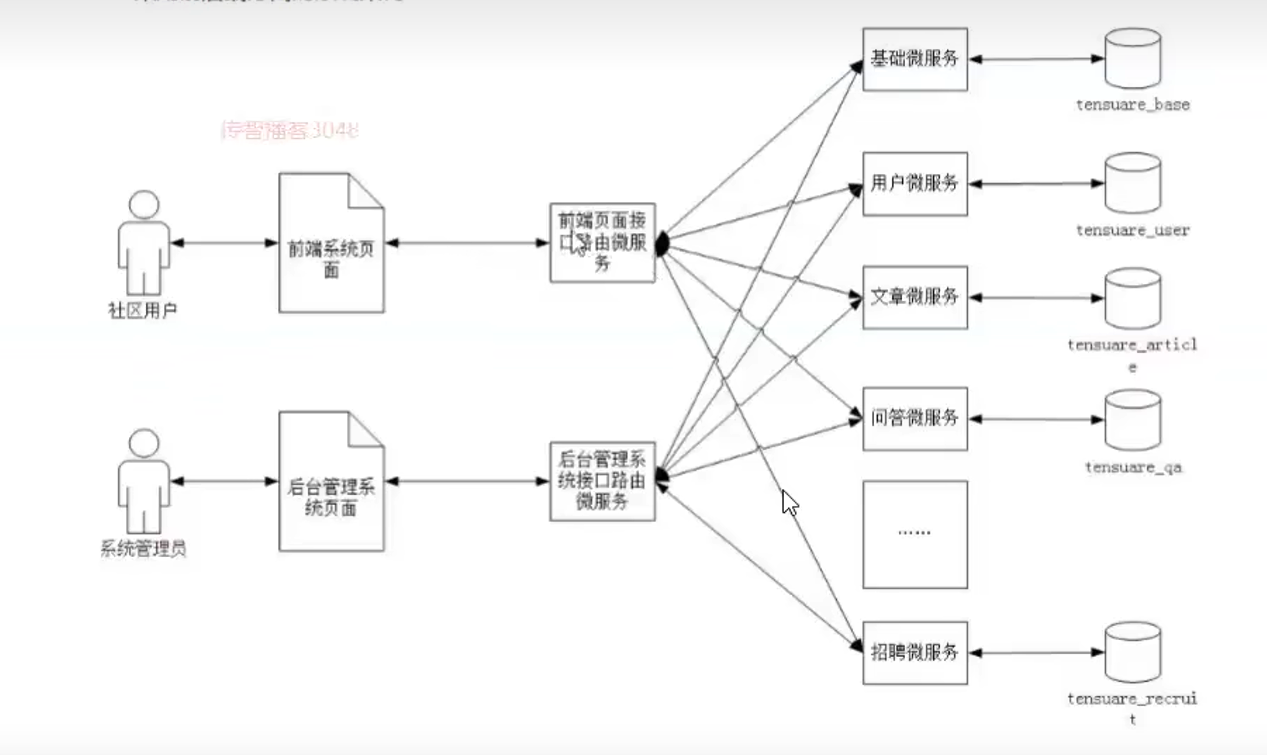 传智播客3048
基础微服务
tensuare_base
用户微服务
tensuare_user
前端页面接
口路由微服
务
前端系统页
面
社区用户
文章微服务
tensuare_articl
e
问答微服务
tensuare_qa
后台管理系
统接口路由
微服务
后台管理系
统页面
系统管理员
……
招聘微服务
tensuare_recrui
t